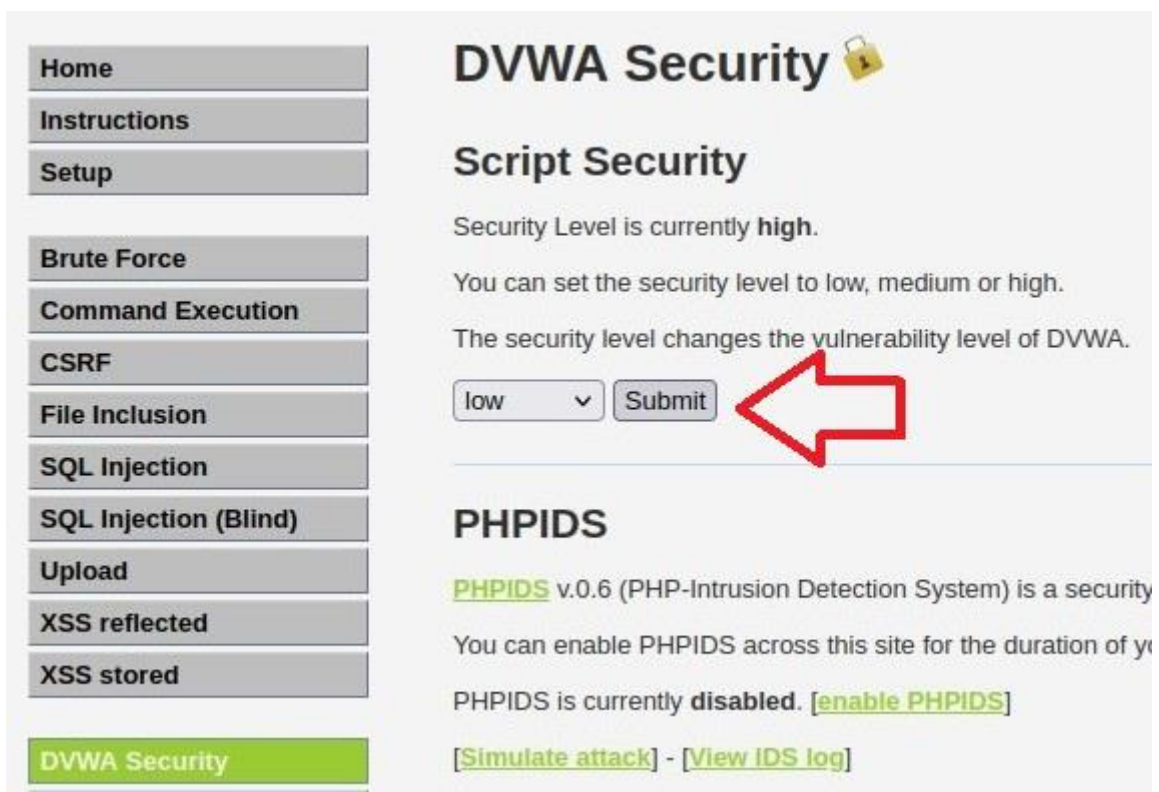 Home
Instructions
Setup
Brute Force
Command Execution
CSRF
File Inclusion
SQL Injection
SQL Injection (Blind)
Upload
XSS reflected
XSS stored
DVWA Security
DVWA Security
Script Security
Security Level is currently high.
You can set the security level to low, medium or high.
The security level changes the vulnerability level of DVWA.
low Submit
PHPIDS
PHPIDS v.0.6 (PHP-Intrusion Detection System) is a security
You can enable PHPIDS across this site for the duration of
PHPIDS is currently disabled. [enable PHPIDS]
[Simulate attack] - [View IDS log]